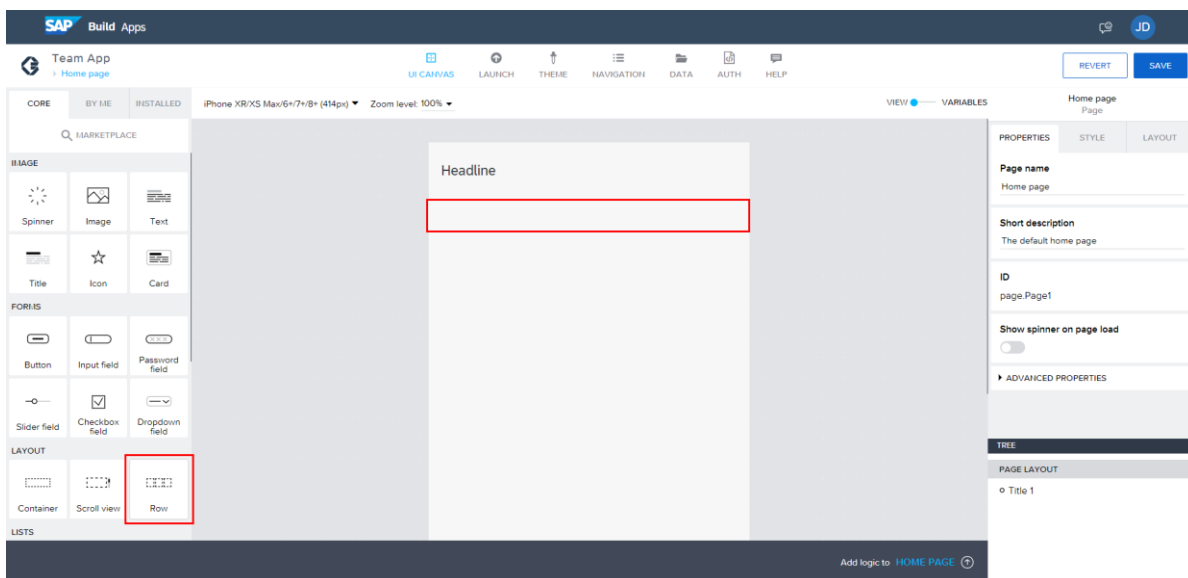 SAP Build Apps
JD
Team App
Home page
UI CANVAS LAUNCH THEME NAVIGATION DATA AUTH HELP
REVERT SAVE
CORE BY ME INSTALLED
iPhone XR/XS Max/6+/7+/8+ (414px) Zoom level: 100%
VIEW VARIABLES
Home page
Page
MARKETPLACE
PROPERTIES STYLE LAYOUT
IMAGE
Spinner Image Text
Title Icon Card
FORMS
Button Input field Password field
Slider field Checkbox field Dropdown field
LAYOUT
Container Scroll view Row
LISTS
Headline
Page name
Home page
Short description
The default home page
ID
page.Page1
Show spinner on page load
ADVANCED PROPERTIES
TREE
PAGE LAYOUT
Title 1
Add logic to HOME PAGE